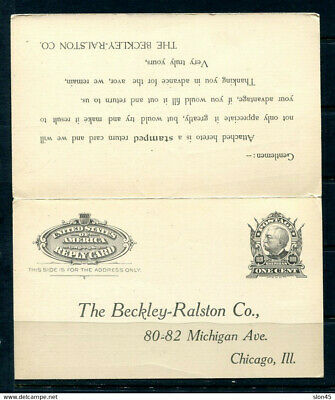 Gentlemen:—
Attached hereto is a stamped return card and we will
not only appreciate it greatly, but try and make it result to
your advantage, if you would fill it out and return to us.
Thanking you in advance for the avor, we remain,
Very truly yours,
THE BECKLEY-RALSTON CO.
UNITED STATES
OF
AMERICA
REPLY CARD
THIS SIDE IS FOR THE ADDRESS ONLY.
ONE CENT
The Beckley-Ralston Co.,
80-82 Michigan Ave.
Chicago, Ill.